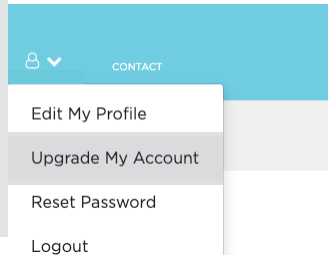 CONTACT
Edit My Profile
Upgrade My Account
Reset Password
Logout